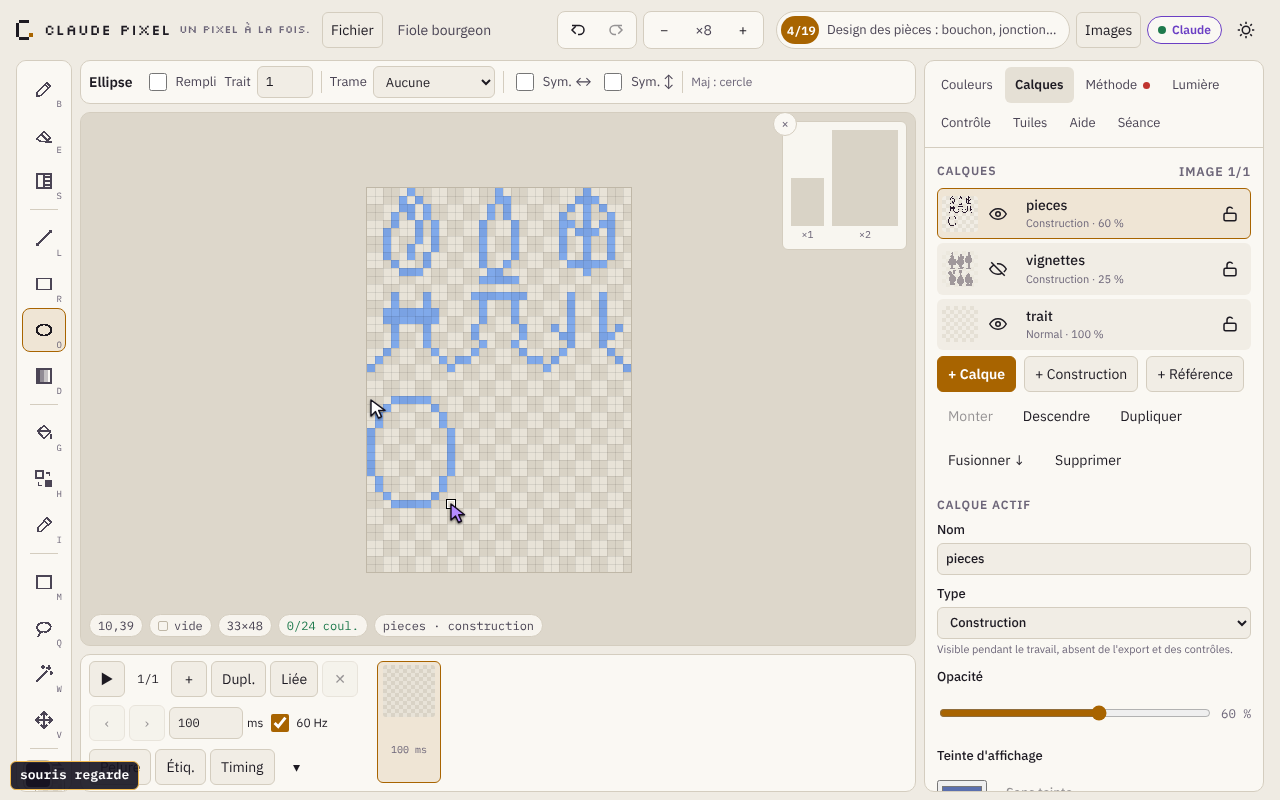 CLAUDE PIXEL UN PIXEL À LA FOIS. Fichier Fiole bourgeon − ×8 + 4/19 Design des pièces : bouchon, jonction… Images Claude
Ellipse Rempli Trait 1 Trame Aucune Sym. ↔ Sym. ↕ Maj : cercle
B
E
S
L
R
O
D
G
H
I
M
Q
W
V
×
×1 ×2
10,39 vide 33×48 0/24 coul. pieces · construction
1/1 + Dupl. Liée ×
‹ › 100 ms 60 Hz
100 ms
Étiq. Timing ▼
souris regarde
Couleurs Calques Méthode Lumière
Contrôle Tuiles Aide Séance
CALQUES IMAGE 1/1
pieces
Construction · 60 %
vignettes
Construction · 25 %
trait
Normal · 100 %
+ Calque + Construction + Référence
Monter Descendre Dupliquer
Fusionner ↓ Supprimer
CALQUE ACTIF
Nom
pieces
Type
Construction
Visible pendant le travail, absent de l'export et des contrôles.
Opacité
60 %
Teinte d'affichage
Sans teinte